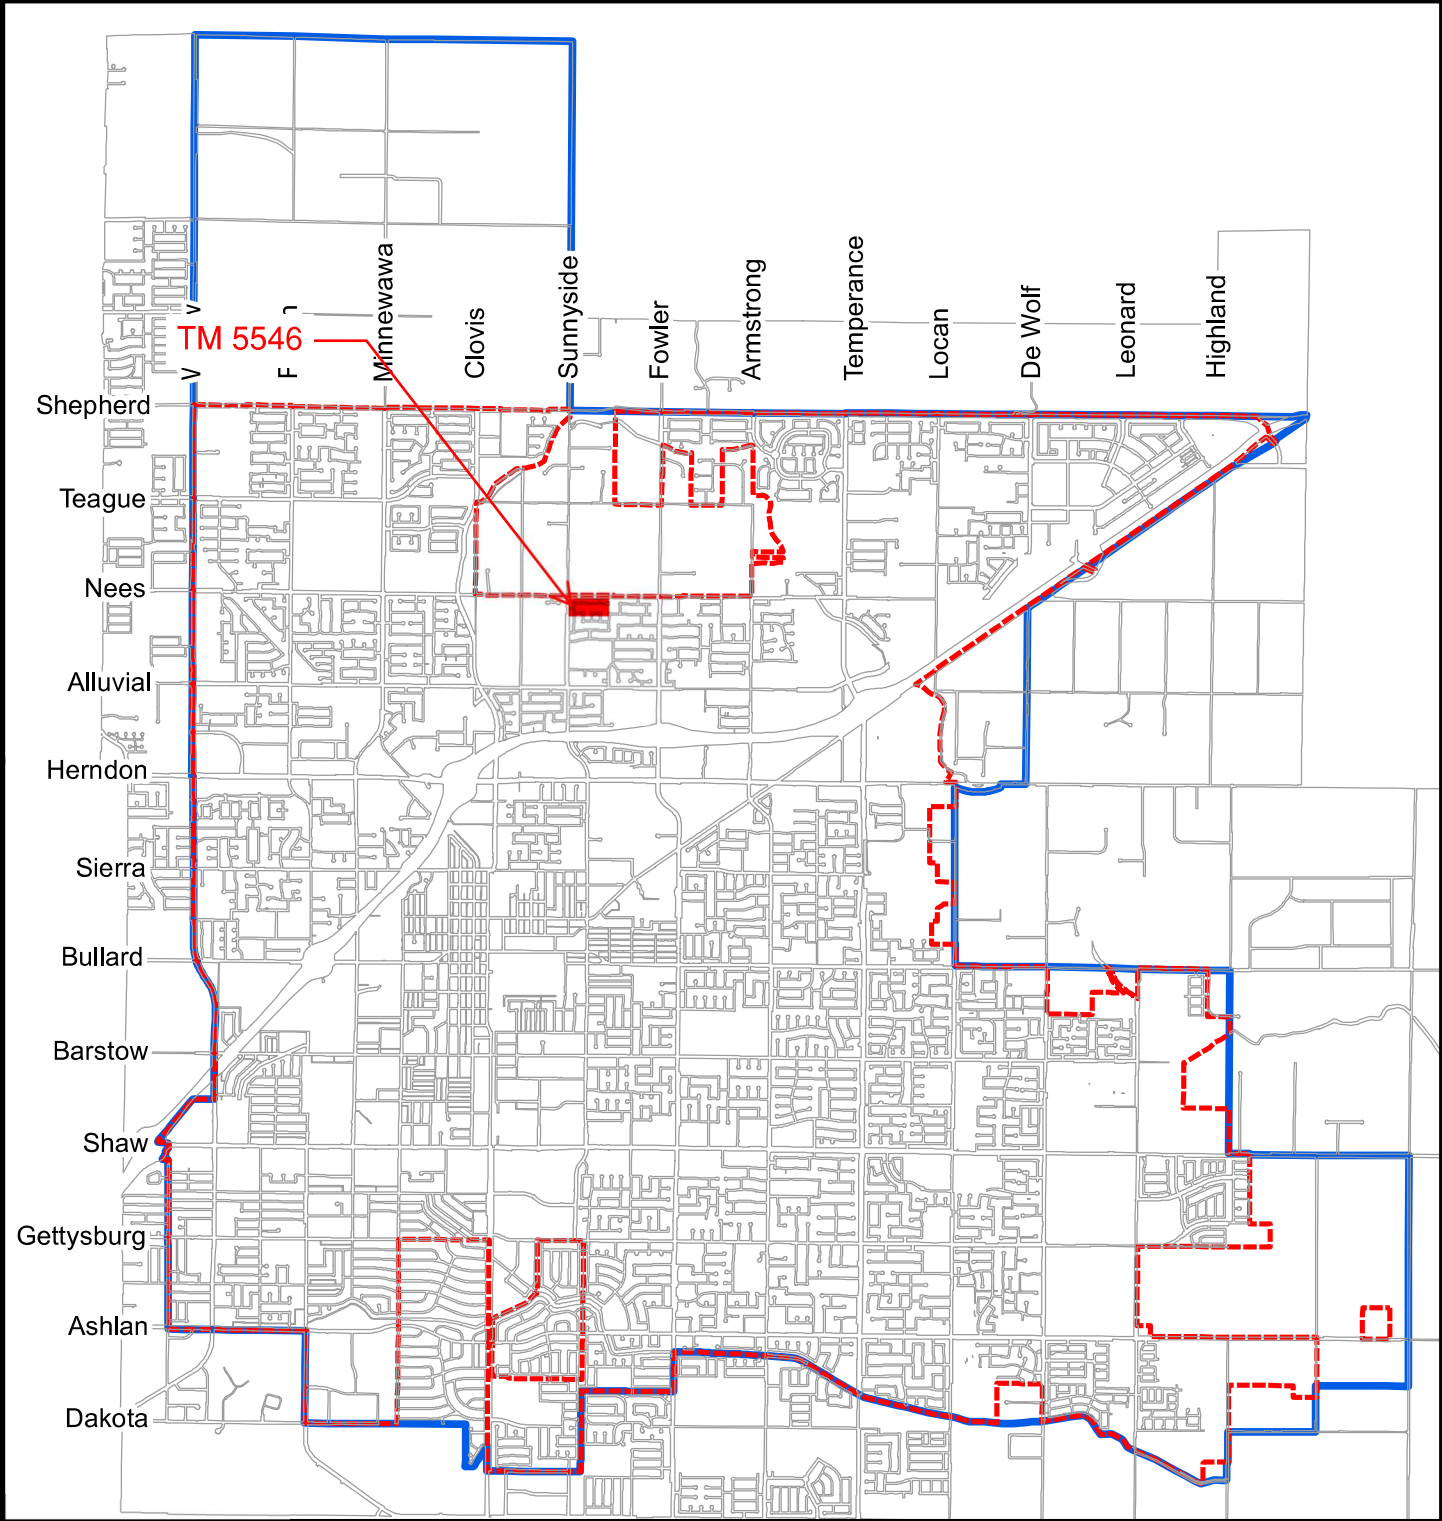 Minnewawa
Clovis
Sunnyside
Fowler
Armstrong
Temperance
Locan
De Wolf
Leonard
Highland
TM 5546
Shepherd
Teague
Nees
Alluvial
Herndon
Sierra
Bullard
Barstow
Shaw
Gettysburg
Ashlan
Dakota